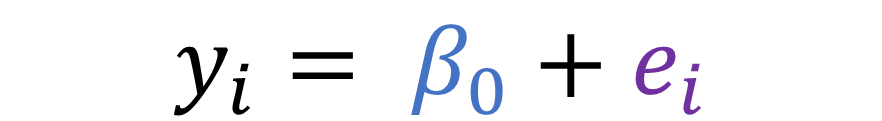 yᵢ = β₀ + eᵢ